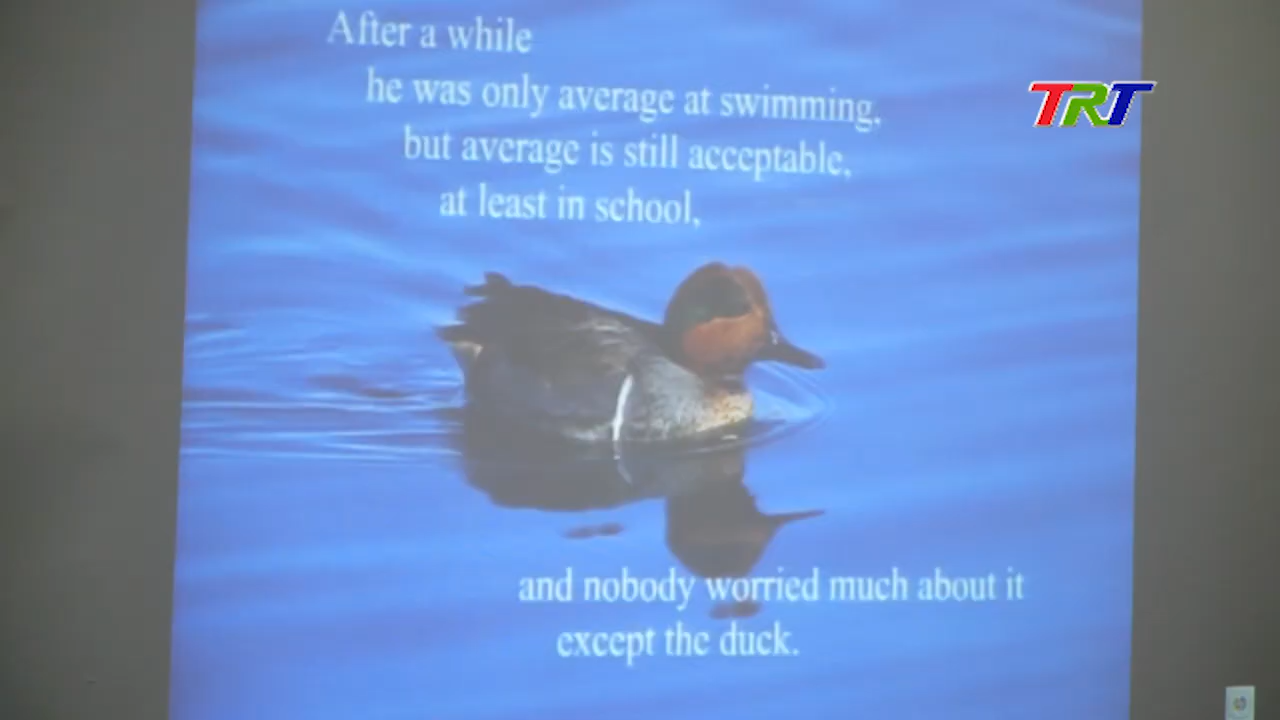 After a while
he was only average at swimming,
but average is still acceptable,
at least in school,
TRT
and nobody worried much about it
except the duck.